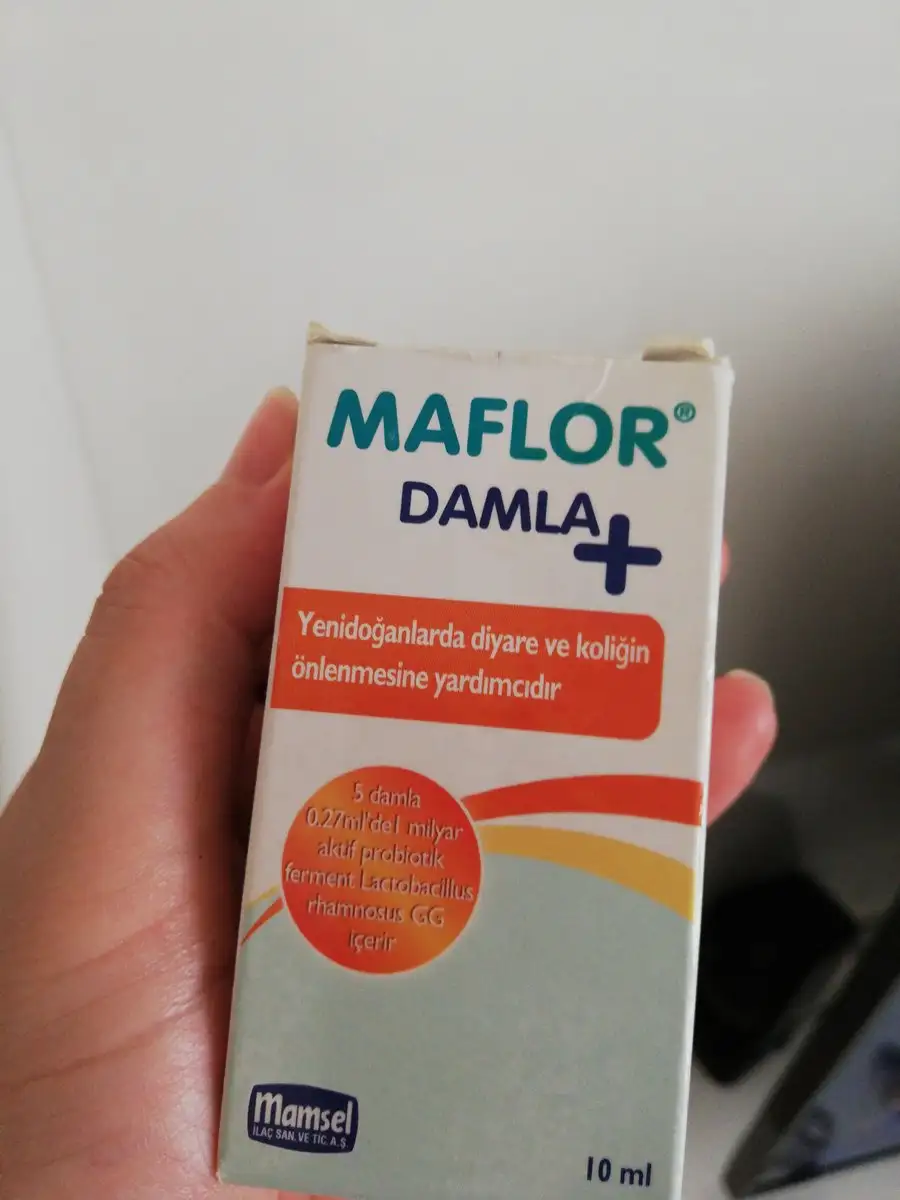 MAFLOR®
DAMLA+
Yenidoğanlarda diyare ve koliğin
önlenmesine yardımcıdır
5 damla
0.27ml'de1 milyar
aktif probiotik
ferment Lactobacillus
rhamnosus GG
içerir
Mamsel
İLAÇ SAN. VE TİC. A.Ş.
10 ml